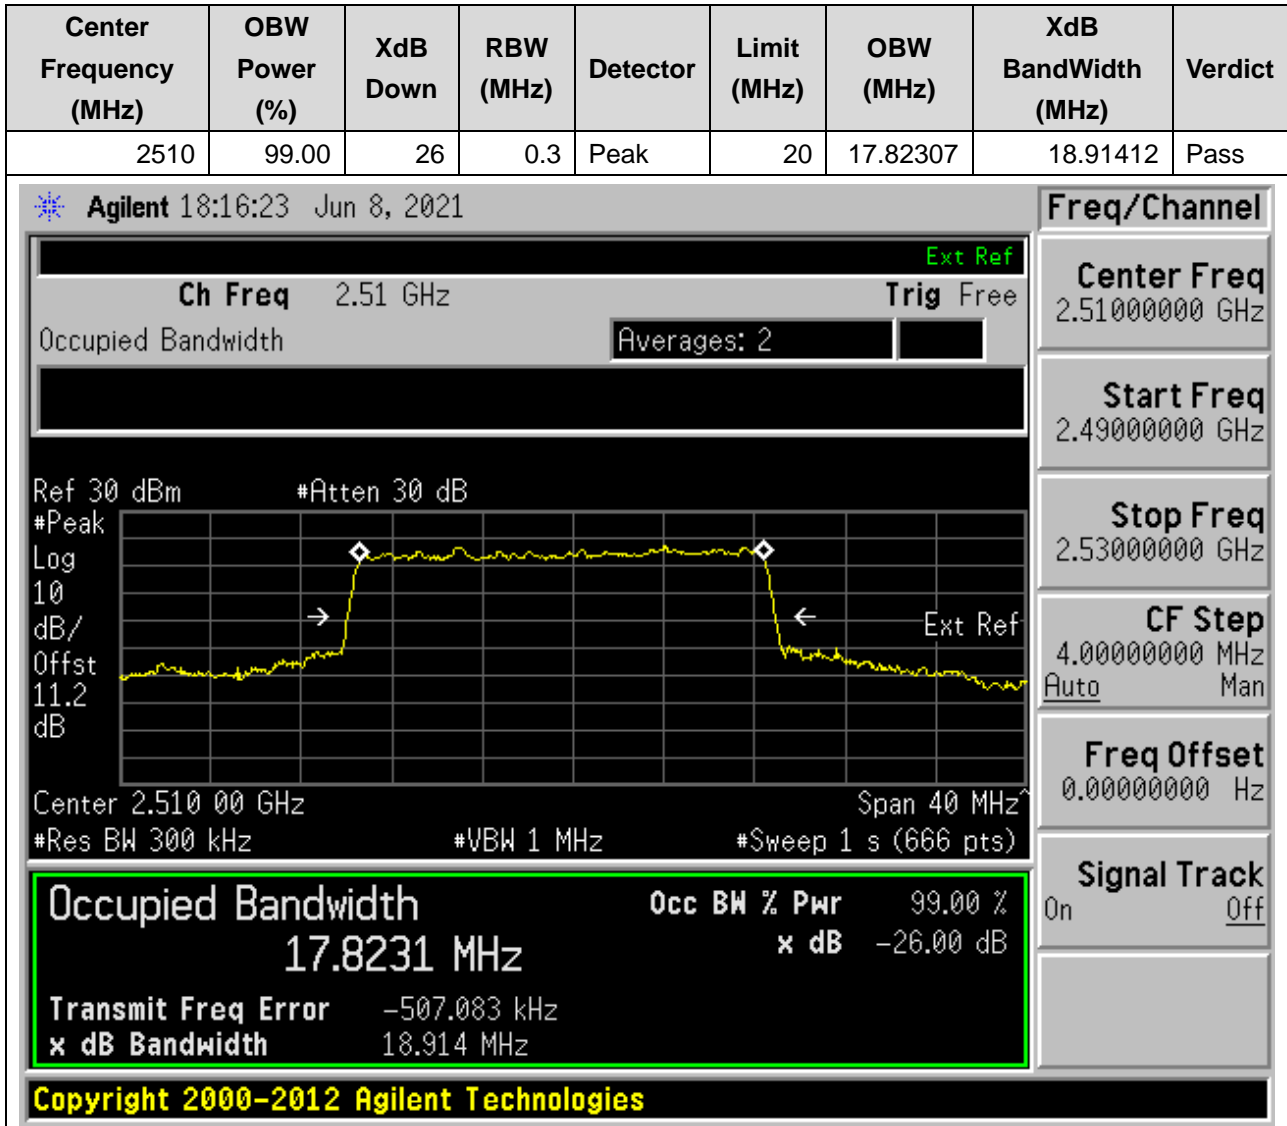 Center Frequency (MHz) OBW Power (%) XdB Down RBW (MHz) Detector Limit (MHz) OBW (MHz) XdB BandWidth (MHz) Verdict
2510 99.00 26 0.3 Peak 20 17.82307 18.91412 Pass
Agilent 18:16:23 Jun 8, 2021
Freq/Channel
Ext Ref
Ch Freq 2.51 GHz Trig Free
Occupied Bandwidth Averages: 2
Center Freq
2.51000000 GHz
Start Freq
2.49000000 GHz
Stop Freq
2.53000000 GHz
CF Step
4.00000000 MHz
Auto Man
Freq Offset
0.00000000 Hz
Signal Track
On Off
Ref 30 dBm #Atten 30 dB
#Peak
Log
10
dB/
Offst
11.2
dB
Ext Ref
Center 2.510 00 GHz Span 40 MHz^
#Res BW 300 kHz #VBW 1 MHz #Sweep 1 s (666 pts)
Occupied Bandwidth
17.8231 MHz
Occ BW % Pwr 99.00 %
x dB -26.00 dB
Transmit Freq Error -507.083 kHz
x dB Bandwidth 18.914 MHz
Copyright 2000-2012 Agilent Technologies